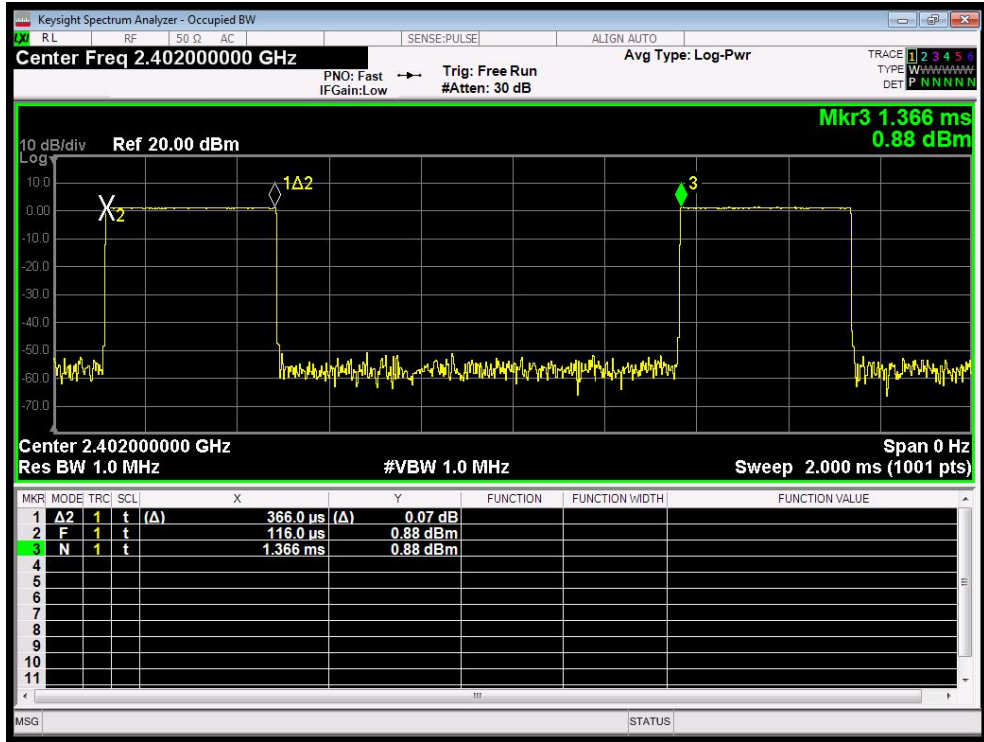 Keysight Spectrum Analyzer - Occupied BW
LXI RL RF 50 Ω AC SENSE:PULSE ALIGN AUTO
Center Freq 2.402000000 GHz Avg Type: Log-Pwr TRACE 1 2 3 4 5 6
PNO: Fast Trig: Free Run TYPE WWWWWW
IFGain:Low #Atten: 30 dB DET P N N N N N
Mkr3 1.366 ms
10 dB/div Ref 20.00 dBm 0.88 dBm
Log
10.0
1Δ2
3
0.00
2
-10.0
-20.0
-30.0
-40.0
-50.0
-60.0
-70.0
Center 2.402000000 GHz Span 0 Hz
Res BW 1.0 MHz #VBW 1.0 MHz Sweep 2.000 ms (1001 pts)
MKR MODE TRC SCL X Y FUNCTION FUNCTION WIDTH FUNCTION VALUE
1 Δ2 1 t (Δ) 366.0 µs (Δ) 0.07 dB
2 F 1 t 116.0 µs 0.88 dBm
3 N 1 t 1.366 ms 0.88 dBm
4
5
6
7
8
9
10
11
MSG STATUS